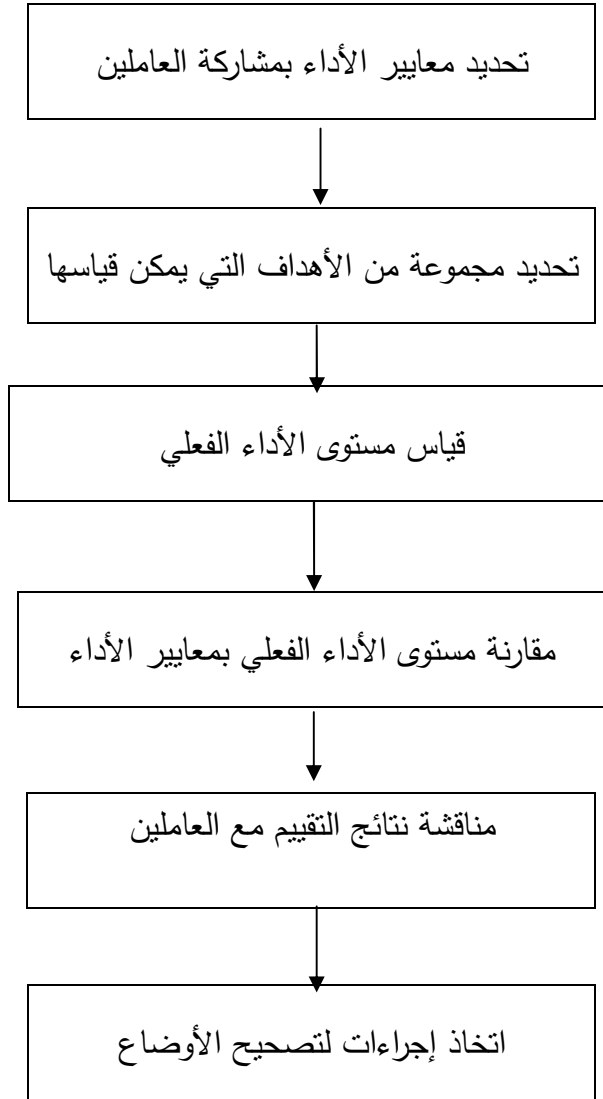 تحديد معايير الأداء بمشاركة العاملين
تحديد مجموعة من الأهداف التي يمكن قياسها
قياس مستوى الأداء الفعلي
مقارنة مستوى الأداء الفعلي بمعايير الأداء
مناقشة نتائج التقييم مع العاملين
اتخاذ إجراءات لتصحيح الأوضاع